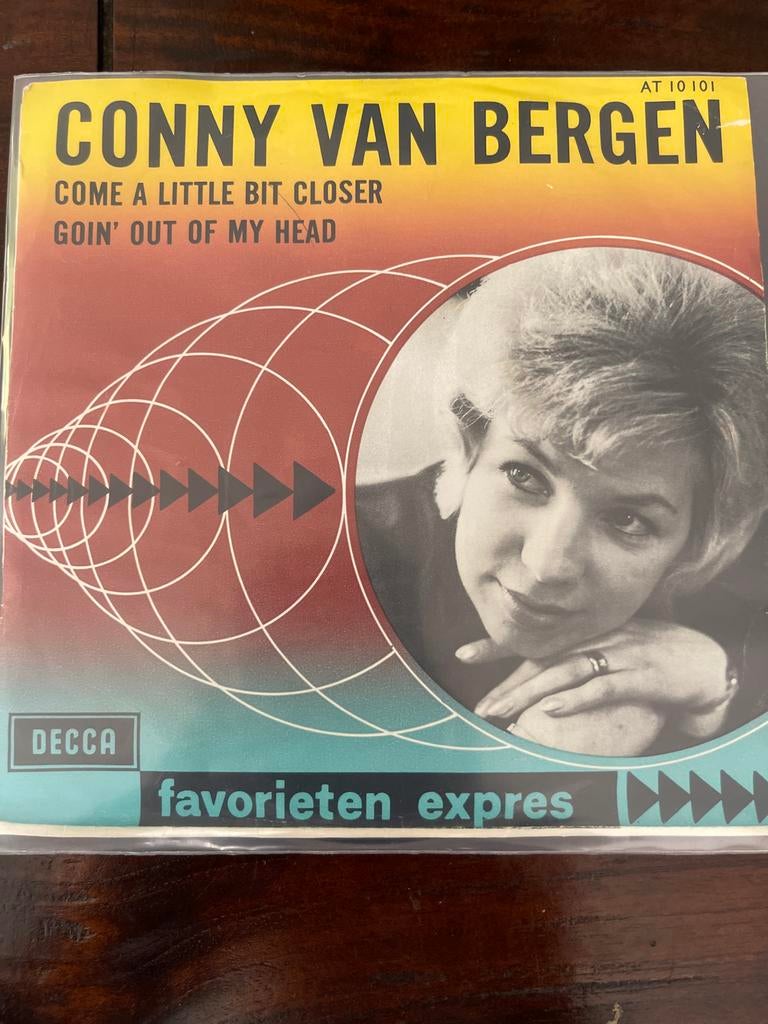 AT 10 101
CONNY VAN BERGEN
COME A LITTLE BIT CLOSER
GOIN' OUT OF MY HEAD
DECCA
favorieten expres